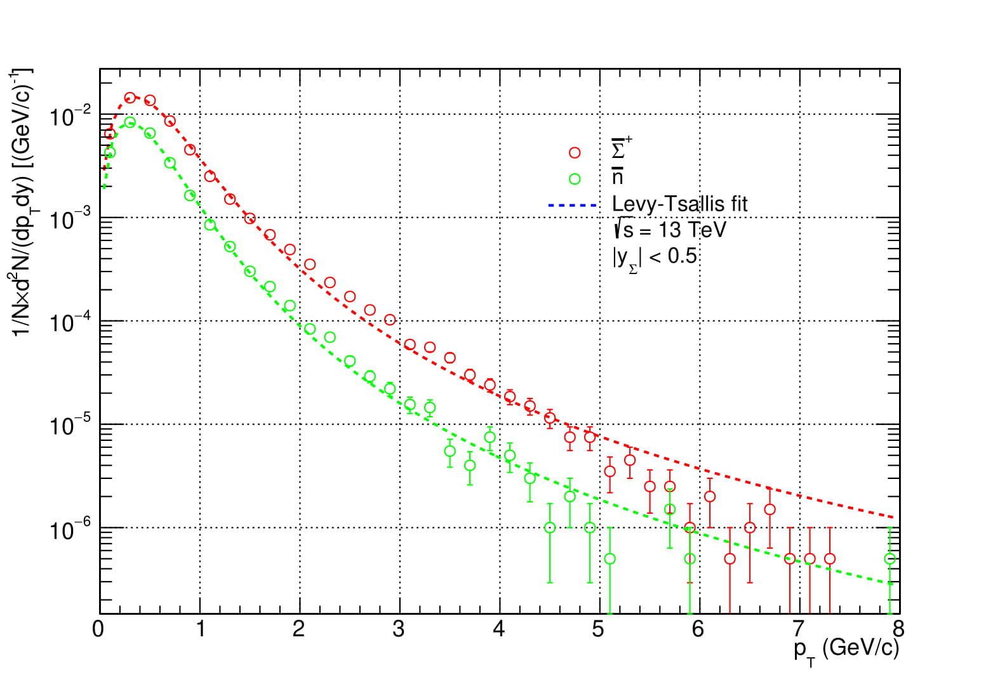 1/N×d²N/(dp_T dy) [(GeV/c)⁻¹]
10⁻²
10⁻³
10⁻⁴
10⁻⁵
10⁻⁶
Σ̅⁺
n̅
Levy-Tsallis fit
√s = 13 TeV
|y_Σ| < 0.5
0 1 2 3 4 5 6 7 8
p_T (GeV/c)